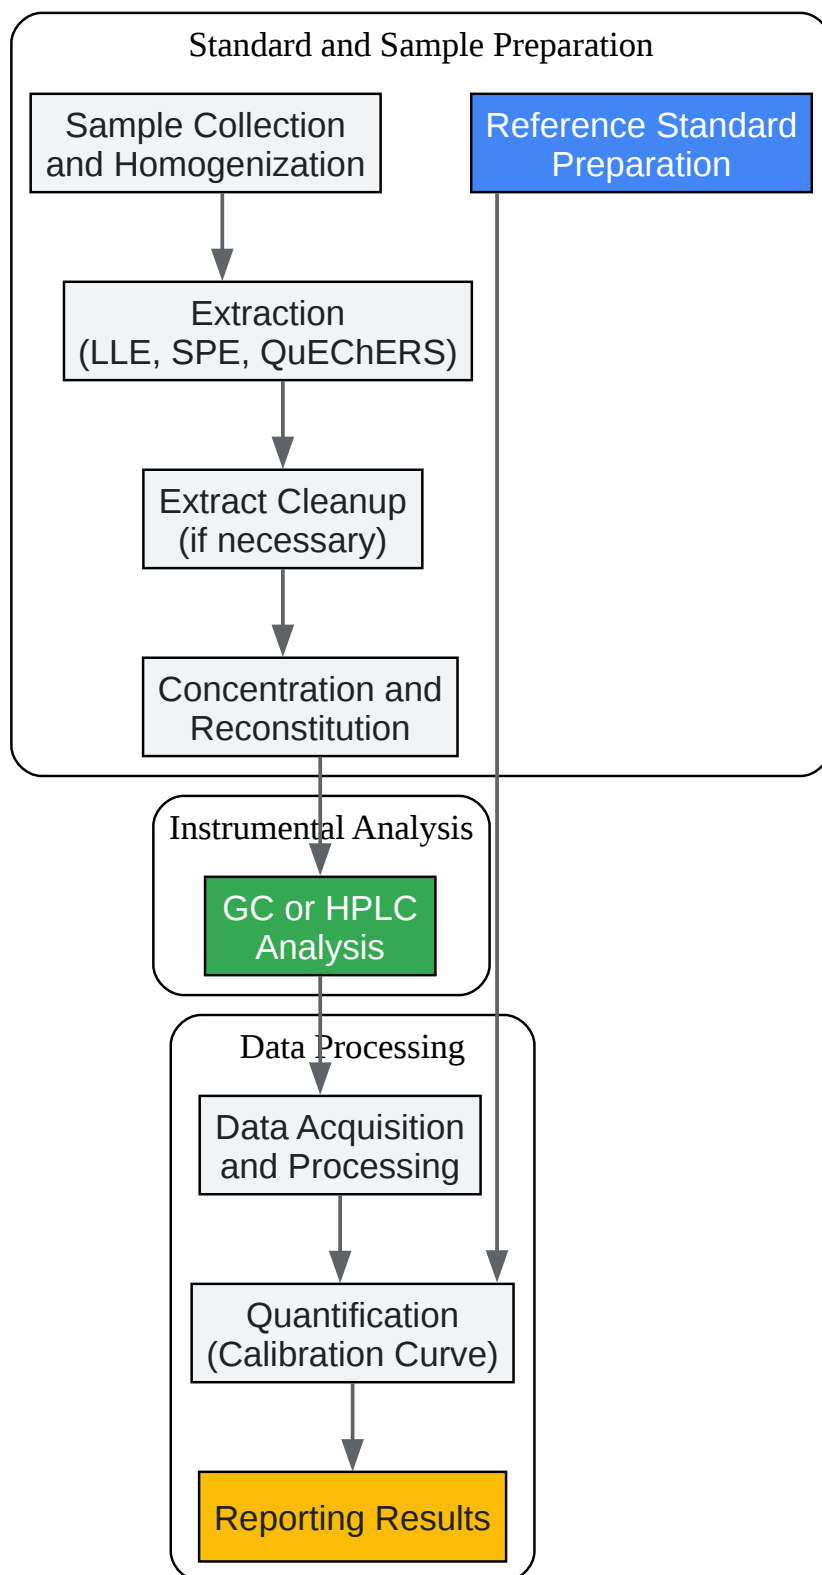 Standard and Sample Preparation
Sample Collection
and Homogenization
Reference Standard
Preparation
Extraction
(LLE, SPE, QuEChERS)
Extract Cleanup
(if necessary)
Concentration and
Reconstitution
Instrumental Analysis
GC or HPLC
Analysis
Data Processing
Data Acquisition
and Processing
Quantification
(Calibration Curve)
Reporting Results